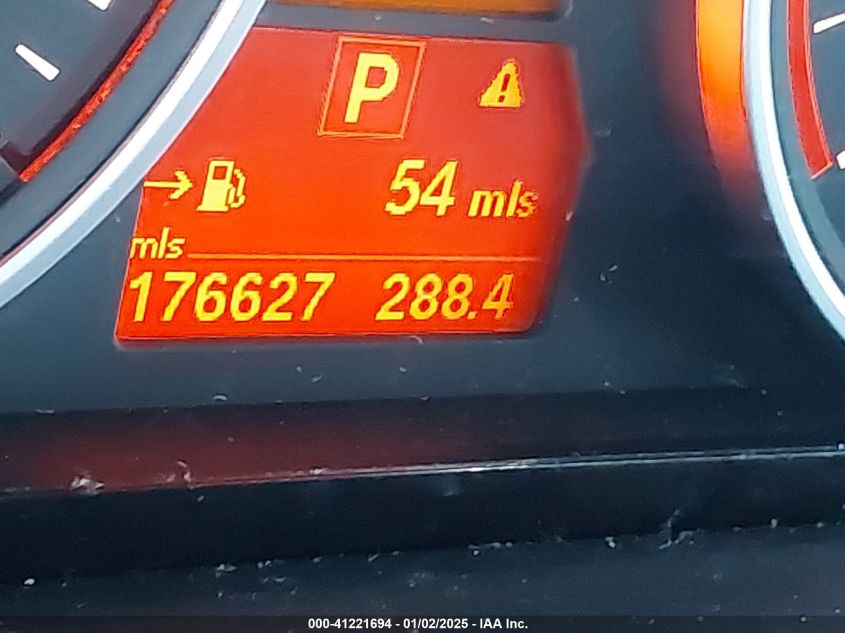 P
54 mls
mls
176627 288.4
000-41221694 - 01/02/2025 - IAA Inc.